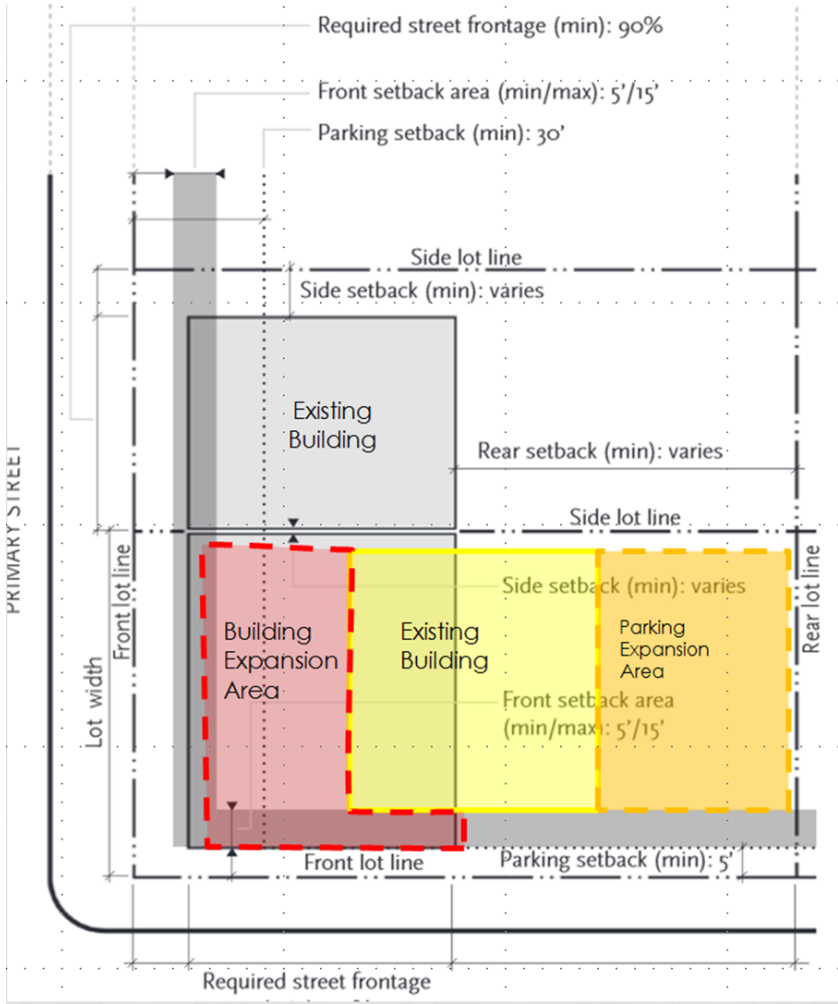 Required street frontage (min): 90%
Front setback area (min/max): 5'/15'
Parking setback (min): 30'
Side lot line
Side setback (min): varies
Existing
Building
Rear setback (min): varies
PRIMARY STREET
Side lot line
Front lot line
Rear lot line
Side setback (min): varies
Building
Expansion
Area
Existing
Building
Parking
Expansion
Area
Lot width
Front setback area
(min/max): 5'/15'
Front lot line
Parking setback (min): 5'
Required street frontage